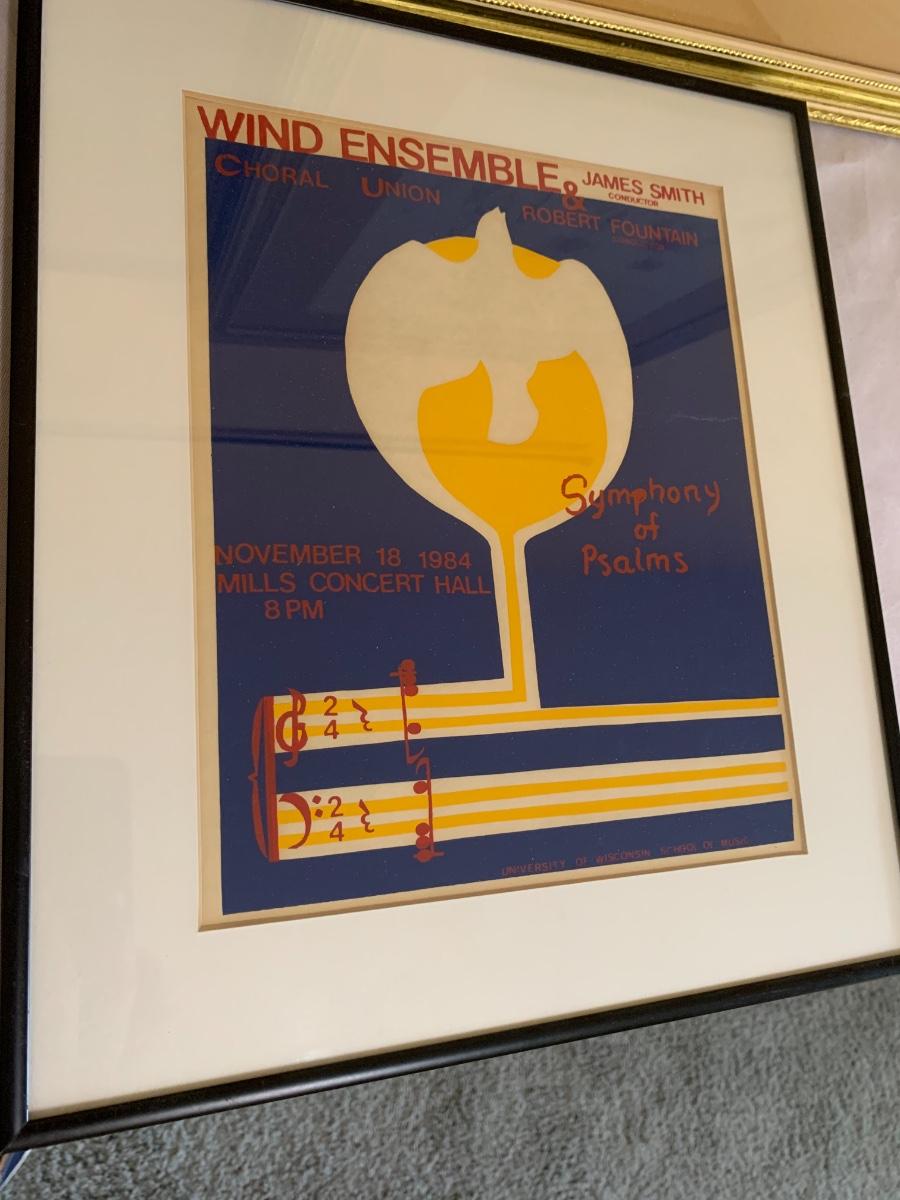 WIND ENSEMBLE & JAMES SMITH
CONDUCTOR
CHORAL UNION
ROBERT FOUNTAIN
CONDUCTOR
Symphony
of
Psalms
NOVEMBER 18 1984
MILLS CONCERT HALL
8 PM
2
4
2
4
UNIVERSITY OF WISCONSIN SCHOOL OF MUSIC